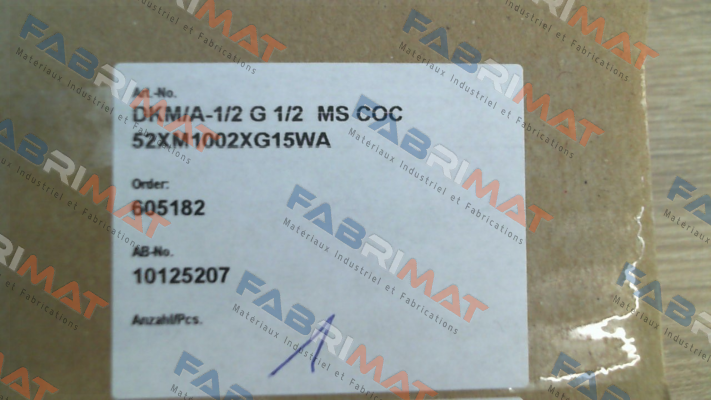 Art.-No.
DKM/A-1/2 G 1/2 MS COC
52XM1002XG15WA
Order:
605182
AB-No.
10125207
Anzahl/Pcs.
1
FABRIMAT
Materiaux Industriel et Fabrications